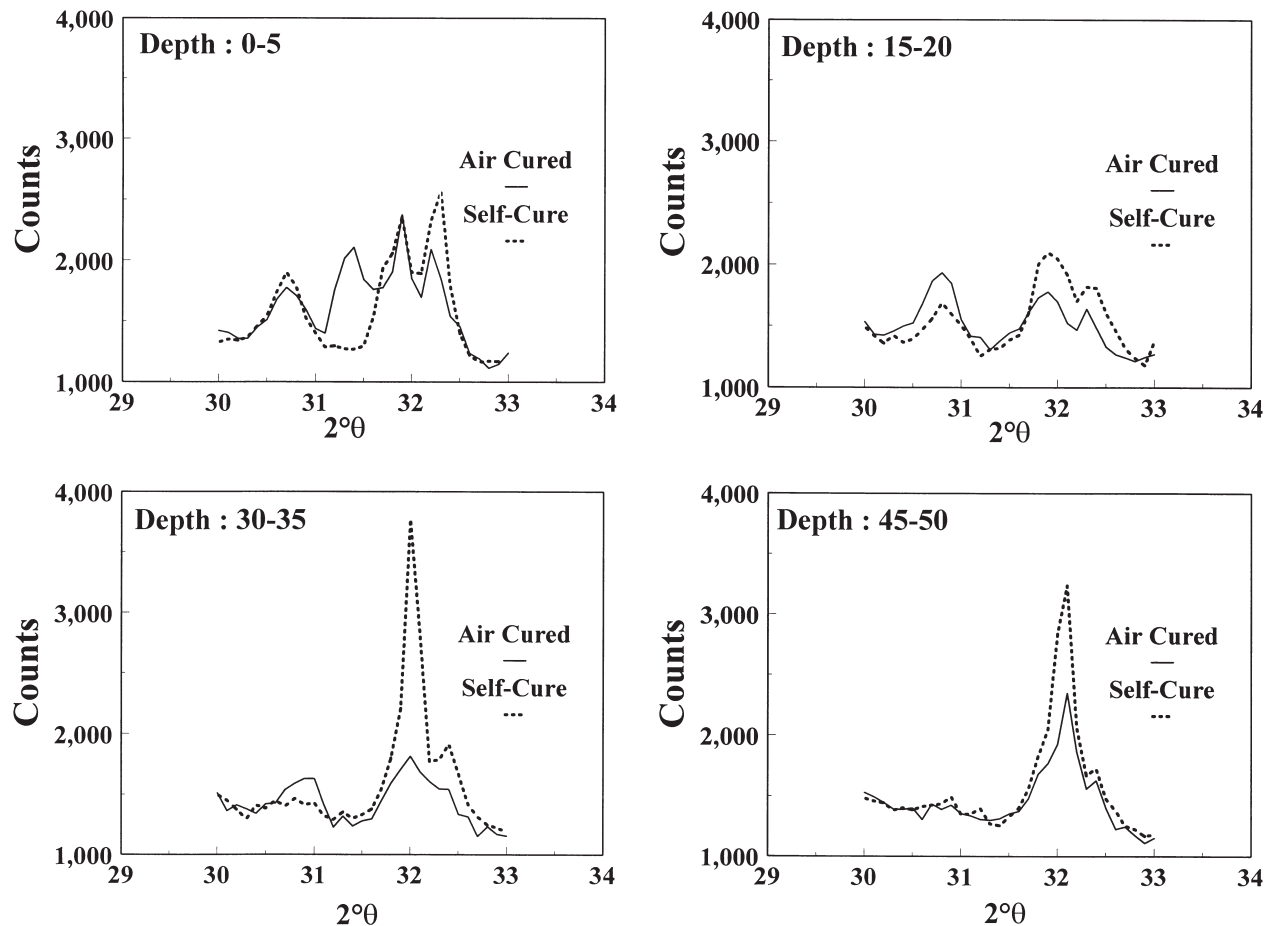 4,000
Depth : 0-5
3,000
Air Cured
Self-Cure
Counts
2,000
1,000
29 30 31 32 33 34
2°θ
4,000
Depth : 15-20
3,000
Air Cured
Self-Cure
Counts
2,000
1,000
29 30 31 32 33 34
2°θ
4,000
Depth : 30-35
3,000
Air Cured
Self-Cure
Counts
2,000
1,000
29 30 31 32 33 34
2°θ
4,000
Depth : 45-50
3,000
Air Cured
Self-Cure
Counts
2,000
1,000
29 30 31 32 33 34
2°θ